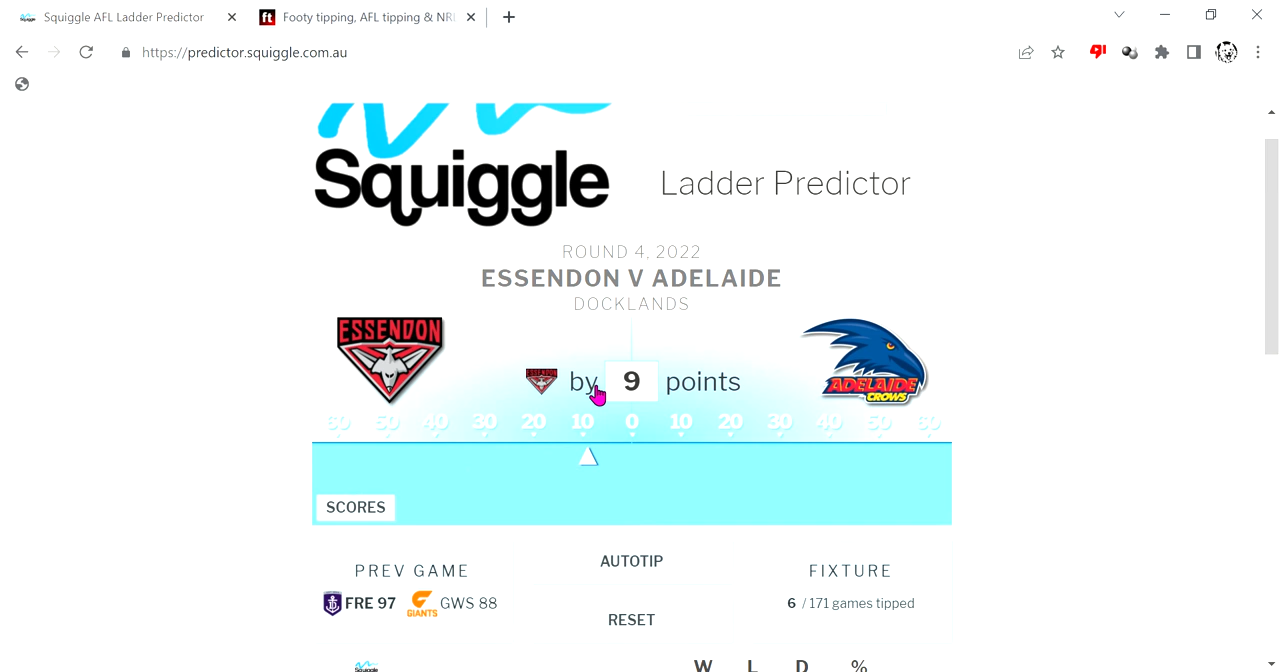 Squiggle AFL Ladder Predictor
ft Footy tipping, AFL tipping & NRL
https://predictor.squiggle.com.au
Squiggle
Ladder Predictor
ROUND 4, 2022
ESSENDON V ADELAIDE
DOCKLANDS
ESSENDON
ADELAIDE
CROWS
by 9 points
60 50 40 30 20 10 0 10 20 30 40 50 60
SCORES
PREV GAME
AUTOTIP
FIXTURE
FRE 97 GIANTS GWS 88
6 / 171 games tipped
RESET
Squiggle
W L D %